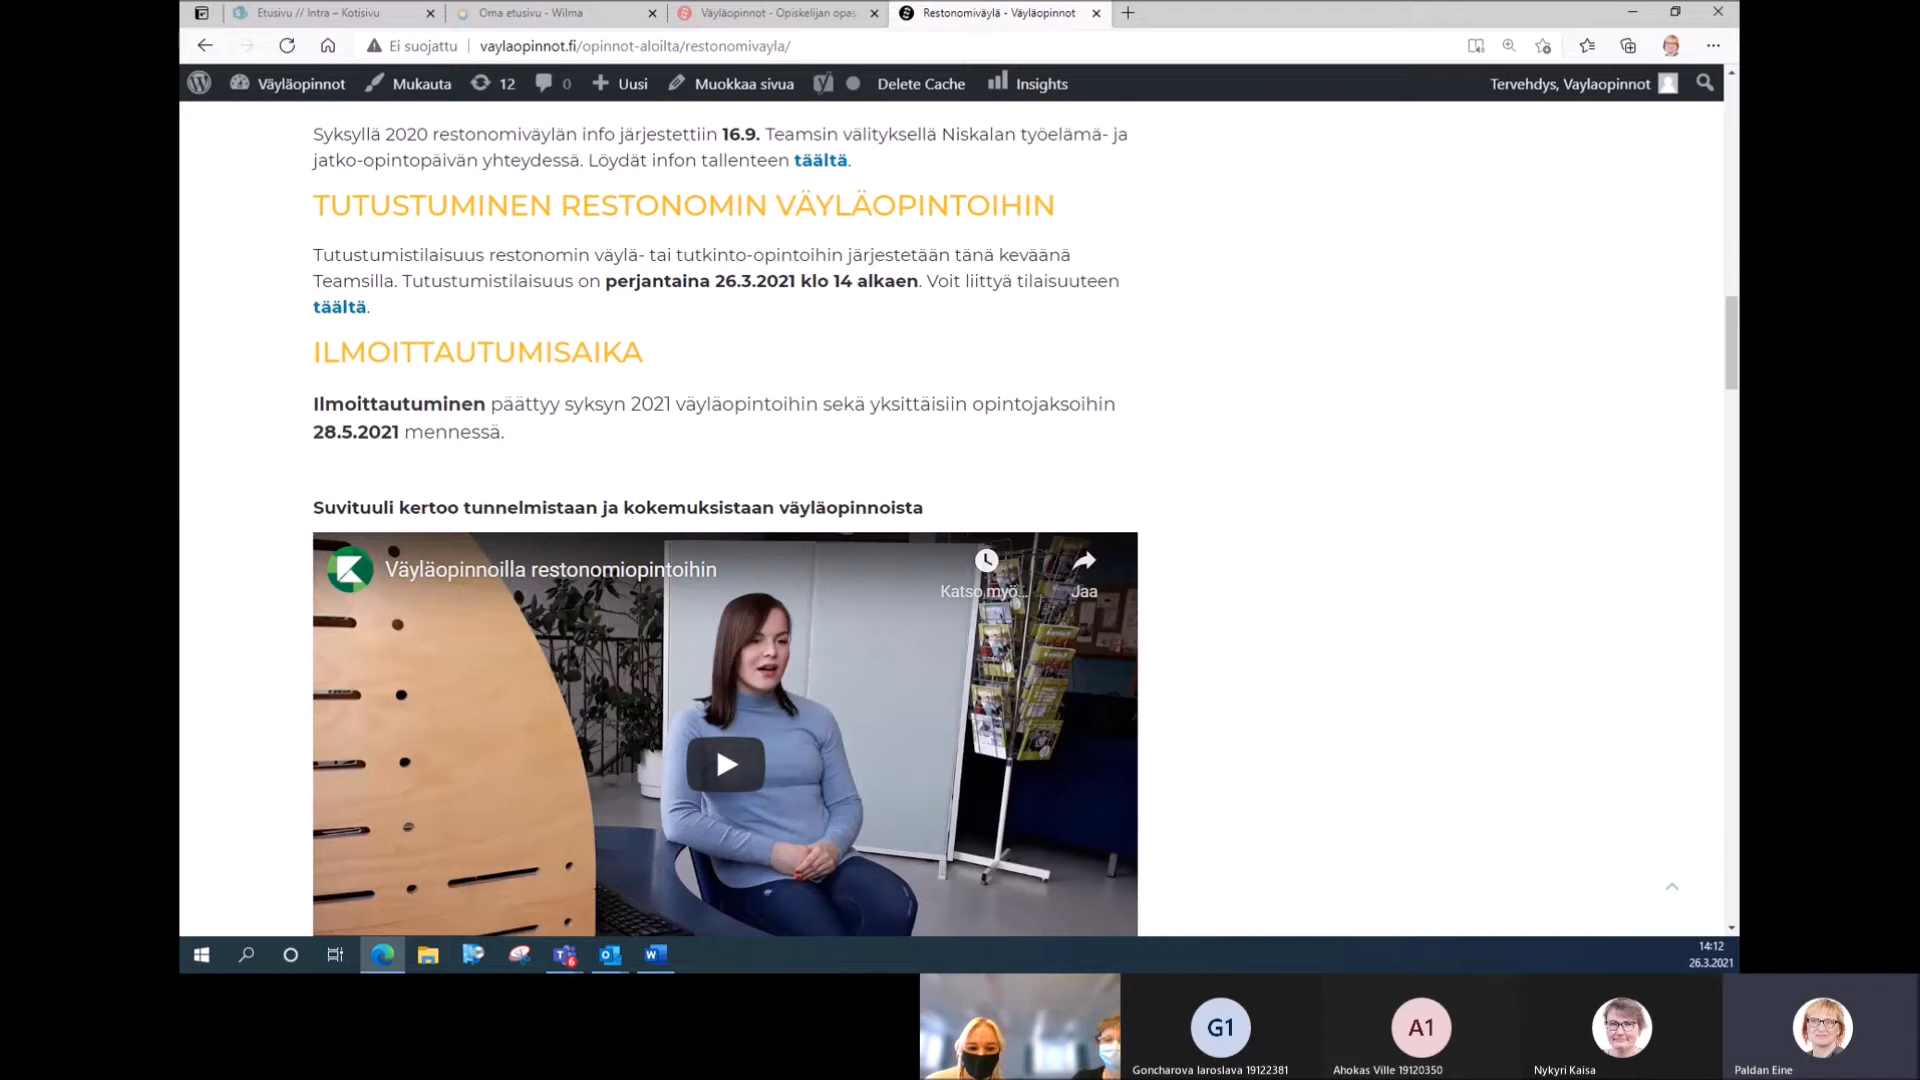 Etusivu // Intra – Kotisivu
Oma etusivu - Wilma
Väyläopinnot - Opiskelijan opas
Restonomiväylä - Väyläopinnot
Ei suojattu
vaylaopinnot.fi/opinnot-aloilta/restonomivayla/
Väyläopinnot
Mukauta
12
0
Uusi
Muokkaa sivua
Delete Cache
Insights
Tervehdys, Vaylaopinnot
Syksyllä 2020 restonomiväylän info järjestettiin 16.9. Teamsin välityksellä Niskalan työelämä- ja
jatko-opintopäivän yhteydessä. Löydät infon tallenteen täältä.
TUTUSTUMINEN RESTONOMIN VÄYLÄOPINTOIHIN
Tutustumistilaisuus restonomin väylä- tai tutkinto-opintoihin järjestetään tänä keväänä
Teamsilla. Tutustumistilaisuus on perjantaina 26.3.2021 klo 14 alkaen. Voit liittyä tilaisuuteen
täältä.
ILMOITTAUTUMISAIKA
Ilmoittautuminen päättyy syksyn 2021 väyläopintoihin sekä yksittäisiin opintojaksoihin
28.5.2021 mennessä.
Suvituuli kertoo tunnelmistaan ja kokemuksistaan väyläopinnoista
Väyläopinnoilla restonomiopintoihin
Katso myö...
Jaa
6
14:12
26.3.2021
G1
A1
Goncharova Iaroslava 19122381
Ahokas Ville 19120350
Nykyri Kaisa
Paldan Eine